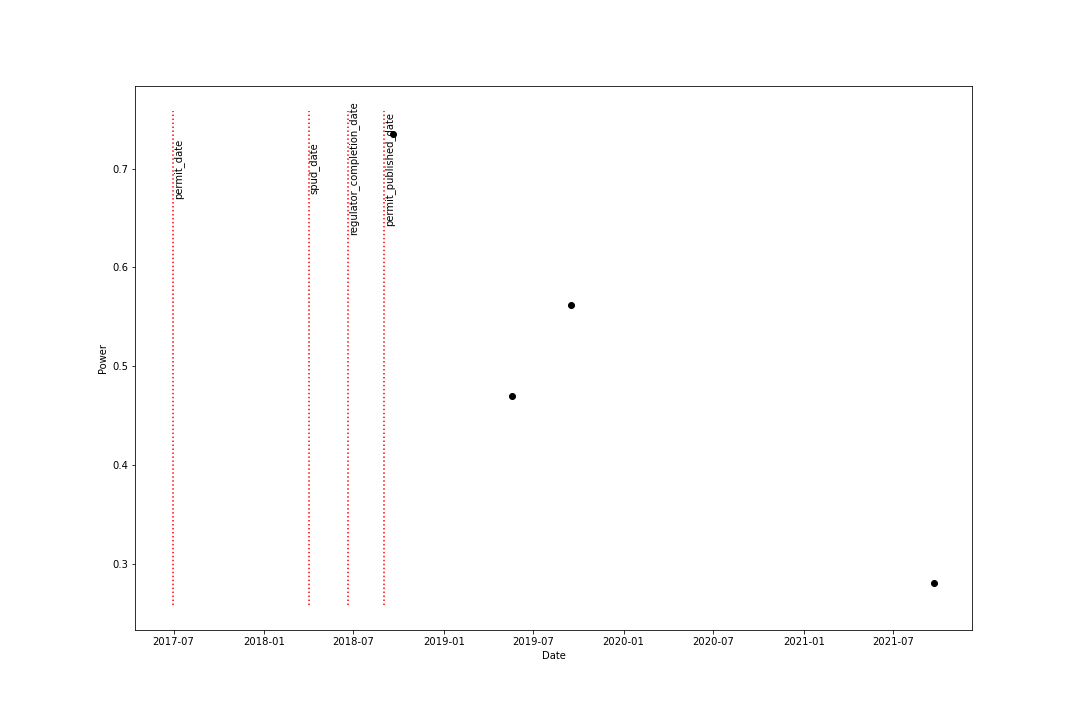 permit_date
spud_date
regulator_completion_date
permit_published_date
0.7
0.6
0.5
0.4
0.3
Power
2017-07
2018-01
2018-07
2019-01
2019-07
2020-01
2020-07
2021-01
2021-07
Date